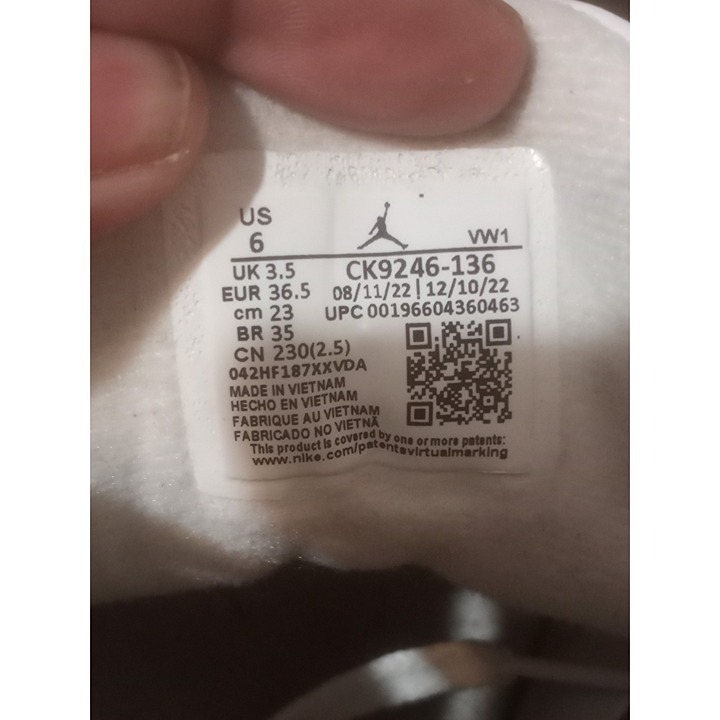 US
6
VW1
UK 3.5
CK9246-136
EUR 36.5
08/11/22 | 12/10/22
cm 23
UPC 00196604360463
BR 35
CN 230(2.5)
042HF187XXVDA
MADE IN VIETNAM
HECHO EN VIETNAM
FABRIQUE AU VIETNAM
FABRICADO NO VIETNÃ
This product is covered by one or more patents:
www.nike.com/patentsvirtualmarking